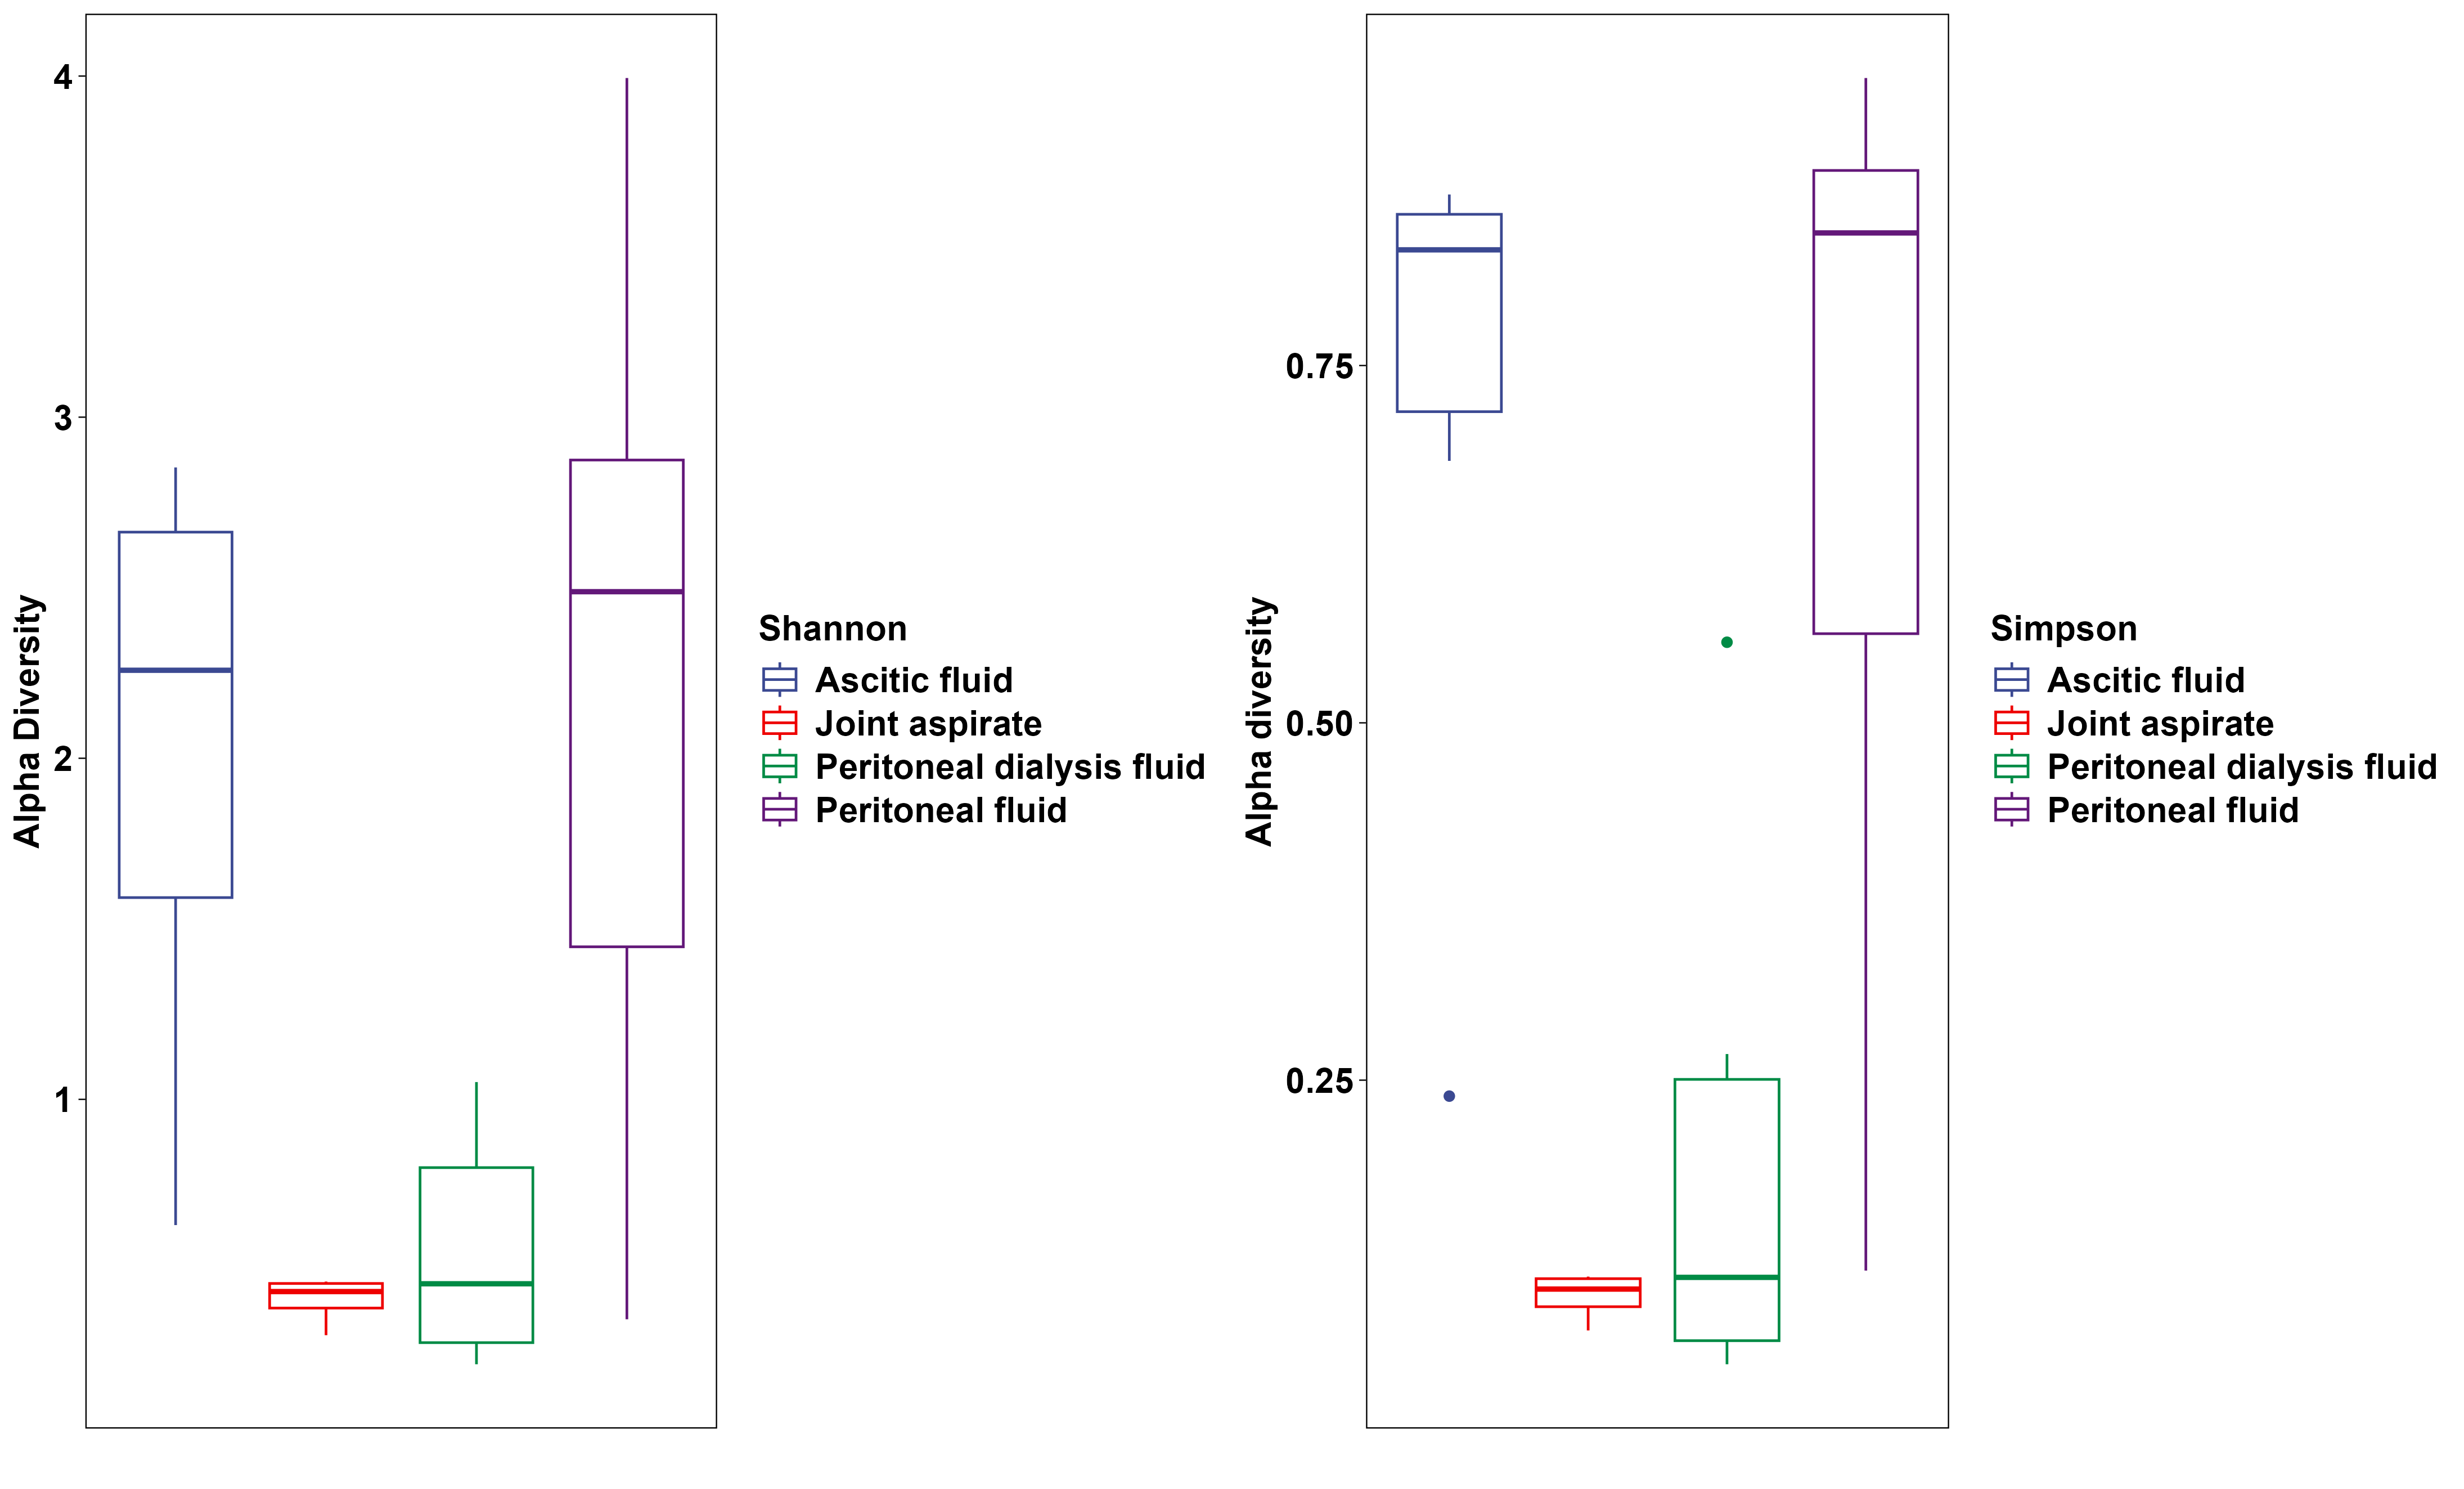 Alpha Diversity
4
3
2
1
Shannon
Ascitic fluid
Joint aspirate
Peritoneal dialysis fluid
Peritoneal fluid
Alpha diversity
0.75
0.50
0.25
Simpson
Ascitic fluid
Joint aspirate
Peritoneal dialysis fluid
Peritoneal fluid